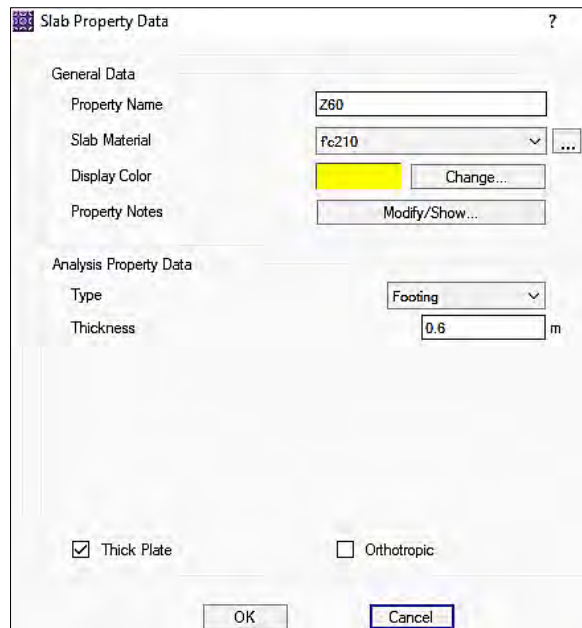 Slab Property Data ?
General Data
Property Name Z60
Slab Material f'c210 ...
Display Color Change...
Property Notes Modify/Show...
Analysis Property Data
Type Footing
Thickness 0.6 m
Thick Plate Orthotropic
OK Cancel